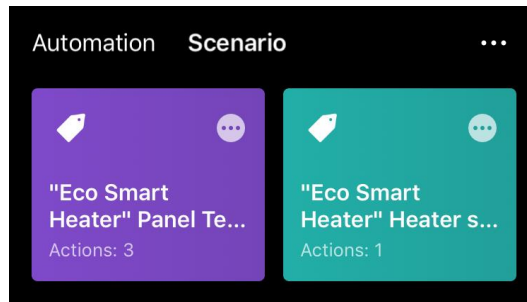 Automation Scenario
"Eco Smart
Heater" Panel Te...
Actions: 3
"Eco Smart
Heater" Heater s...
Actions: 1